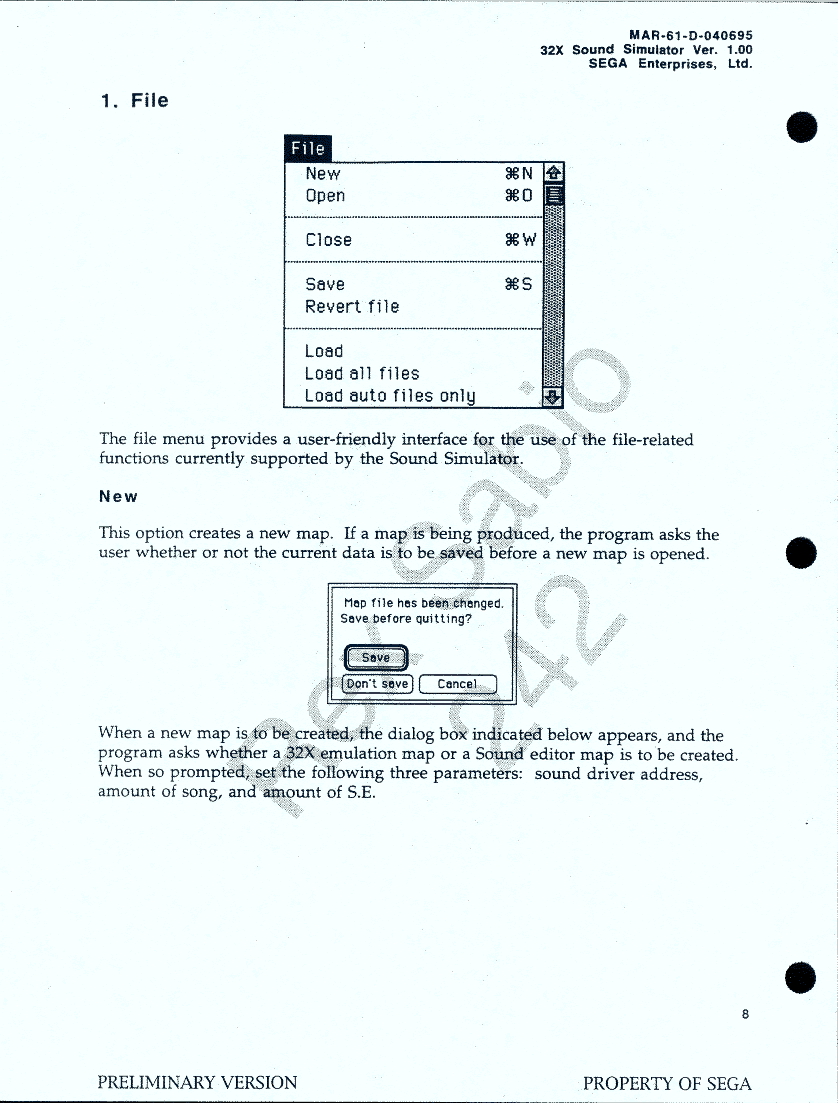 MAR-61-D-040695
32X Sound Simulator Ver. 1.00
SEGA Enterprises, Ltd.
1. File
File
New ⌘N
Open ⌘O
Close ⌘W
Save ⌘S
Revert file
Load
Load all files
Load auto files only
The file menu provides a user-friendly interface for the use of the file-related
functions currently supported by the Sound Simulator.
New
This option creates a new map. If a map is being produced, the program asks the
user whether or not the current data is to be saved before a new map is opened.
Map file has been changed.
Save before quitting?
Save
Don't save Cancel
When a new map is to be created, the dialog box indicated below appears, and the
program asks whether a 32X emulation map or a Sound editor map is to be created.
When so prompted, set the following three parameters: sound driver address,
amount of song, and amount of S.E.
8
PRELIMINARY VERSION PROPERTY OF SEGA
Sabio
242